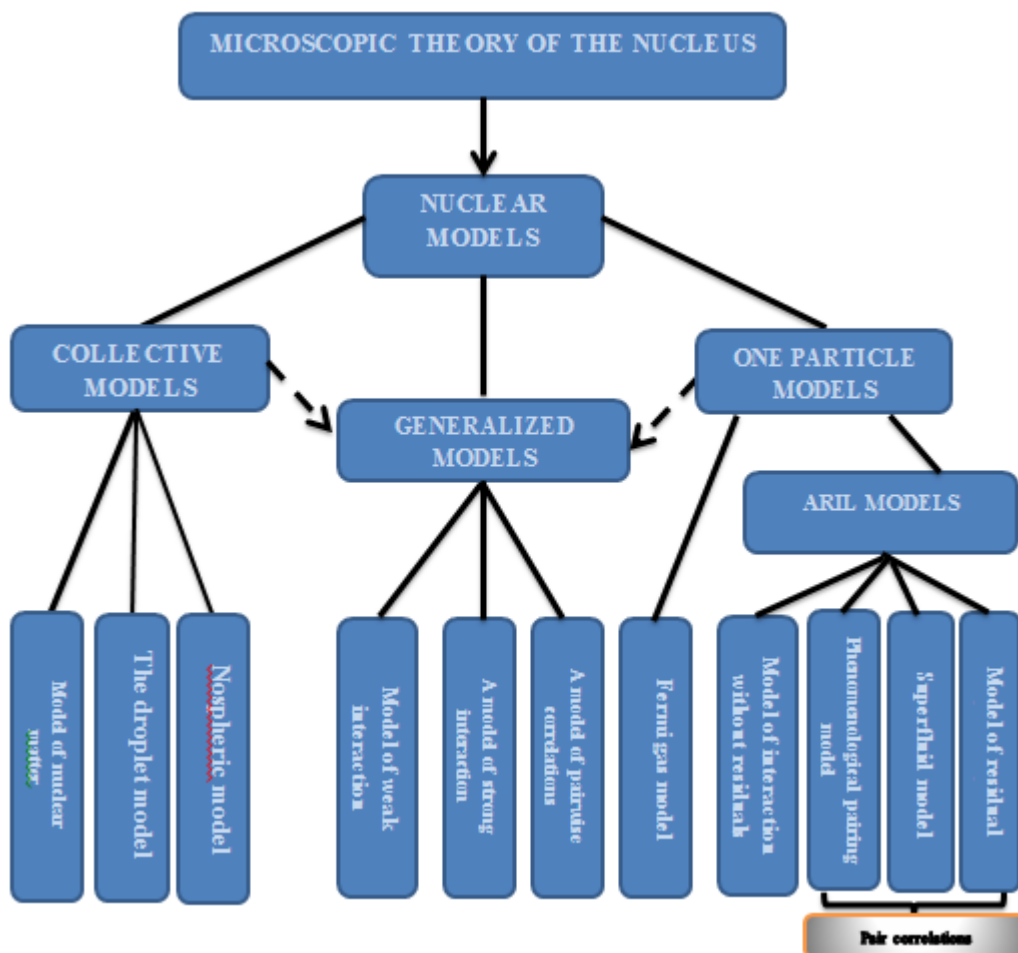 MICROSCOPIC THEORY OF THE NUCLEUS
NUCLEAR
MODELS
COLLECTIVE
MODELS
ONE PARTICLE
MODELS
GENERALIZED
MODELS
ARIL MODELS
Model of nuclear
matter
The droplet model
Nospheric model
Model of weak
interaction
A model of strong
interaction
A model of pairwise
correlations
Fermi gas model
Model of interaction
without residuals
Phenomenological pairing
model
Superfluid model
Model of residual
Pair correlations